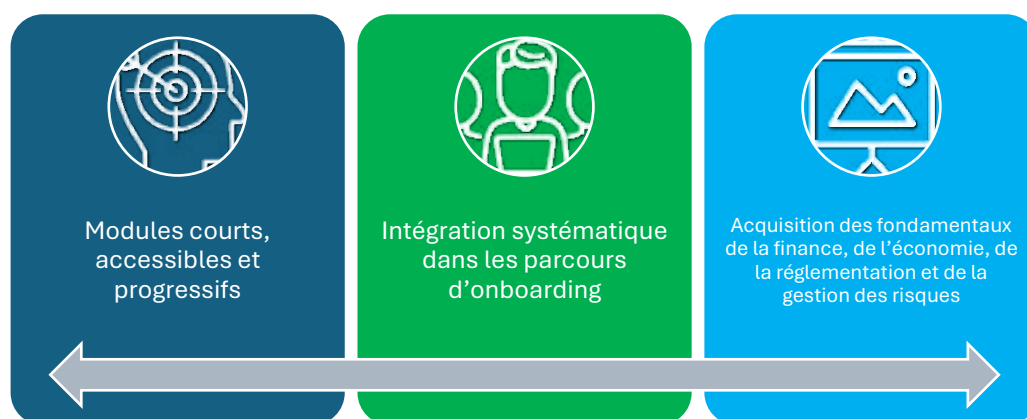 Modules courts,
accessibles et
progressifs
Intégration systématique
dans les parcours
d’onboarding
Acquisition des fondamentaux
de la finance, de l’économie, de
la réglementation et de la
gestion des risques